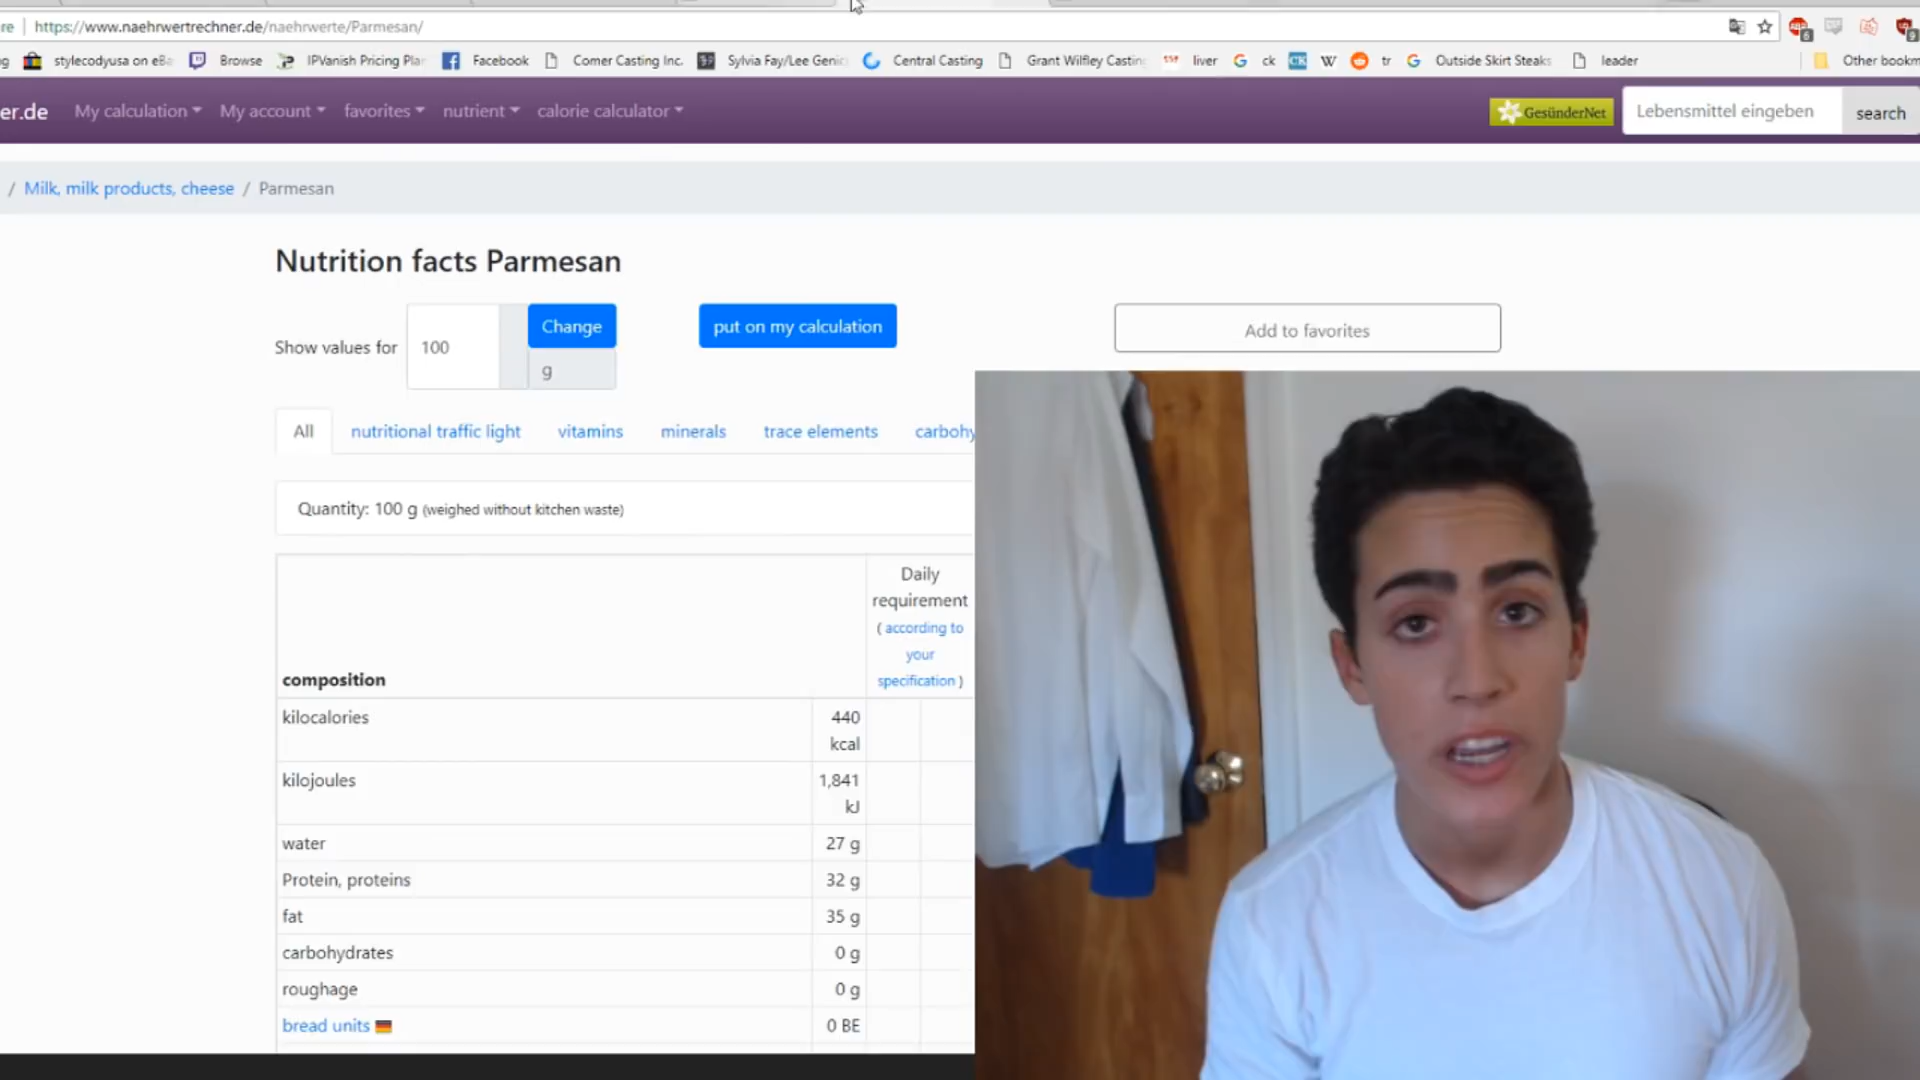 re https://www.naehrwertrechner.de/naehrwerte/Parmesan/
6
9
g stylecodyusa on eBa Browse IPVanish Pricing Pla Facebook Comer Casting Inc. Sylvia Fay/Lee Genic Central Casting Grant Wilfley Casting liver ck CK W tr Outside Skirt Steaks leader Other bookm
er.de My calculation My account favorites nutrient calorie calculator GesünderNet Lebensmittel eingeben search
/ Milk, milk products, cheese / Parmesan
Nutrition facts Parmesan
Show values for 100 Change g put on my calculation Add to favorites
All nutritional traffic light vitamins minerals trace elements carbohy
Quantity: 100 g (weighed without kitchen waste)
composition
Daily
requirement
( according to
your
specification )
kilocalories 440
kcal
kilojoules 1,841
kJ
water 27 g
Protein, proteins 32 g
fat 35 g
carbohydrates 0 g
roughage 0 g
bread units 0 BE